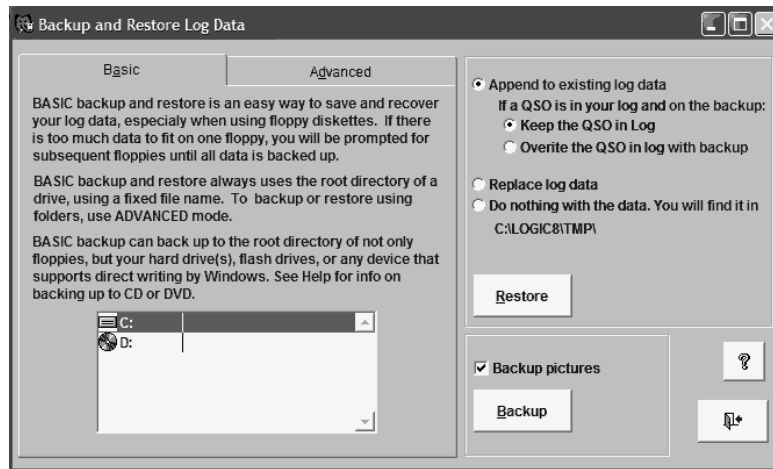 Backup and Restore Log Data
Basic
Advanced
BASIC backup and restore is an easy way to save and recover
your log data, especialy when using floppy diskettes. If there
is too much data to fit on one floppy, you will be prompted for
subsequent floppies until all data is backed up.
BASIC backup and restore always uses the root directory of a
drive, using a fixed file name. To backup or restore using
folders, use ADVANCED mode.
BASIC backup can back up to the root directory of not only
floppies, but your hard drive(s), flash drives, or any device that
supports direct writing by Windows. See Help for info on
backing up to CD or DVD.
C:
D:
Append to existing log data
If a QSO is in your log and on the backup:
Keep the QSO in Log
Overite the QSO in log with backup
Replace log data
Do nothing with the data. You will find it in
C:\LOGIC8\TMP\
Restore
Backup pictures
Backup
?